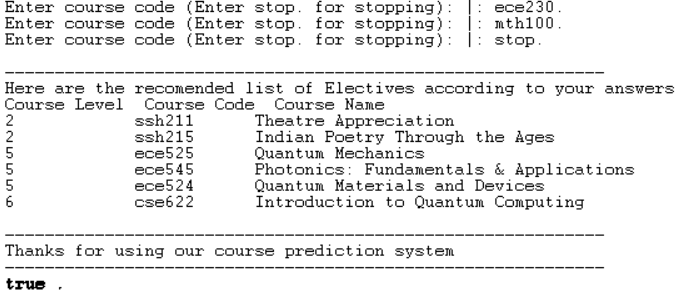 Enter course code (Enter stop. for stopping): |: ece230.
Enter course code (Enter stop. for stopping): |: mth100.
Enter course code (Enter stop. for stopping): |: stop.
------------------------------------------------------------
Here are the recomended list of Electives according to your answers
Course Level  Course Code  Course Name
2            ssh211      Theatre Appreciation
2            ssh215      Indian Poetry Through the Ages
5            ece525      Quantum Mechanics
5            ece545      Photonics: Fundamentals & Applications
5            ece524      Quantum Materials and Devices
6            cse622      Introduction to Quantum Computing
------------------------------------------------------------
Thanks for using our course prediction system
------------------------------------------------------------
true .